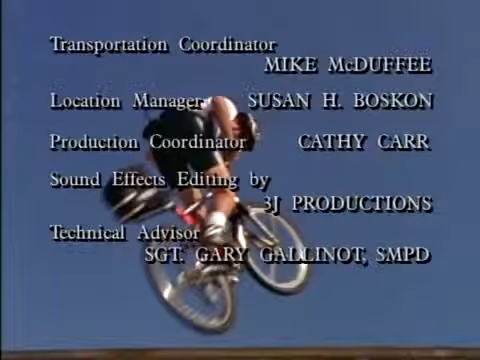 Transportation Coordinator
MIKE McDUFFEE
Location Manager SUSAN H. BOSKON
Production Coordinator CATHY CARR
Sound Effects Editing by
3J PRODUCTIONS
Technical Advisor
SGT. GARY GALLINOT, SMPD